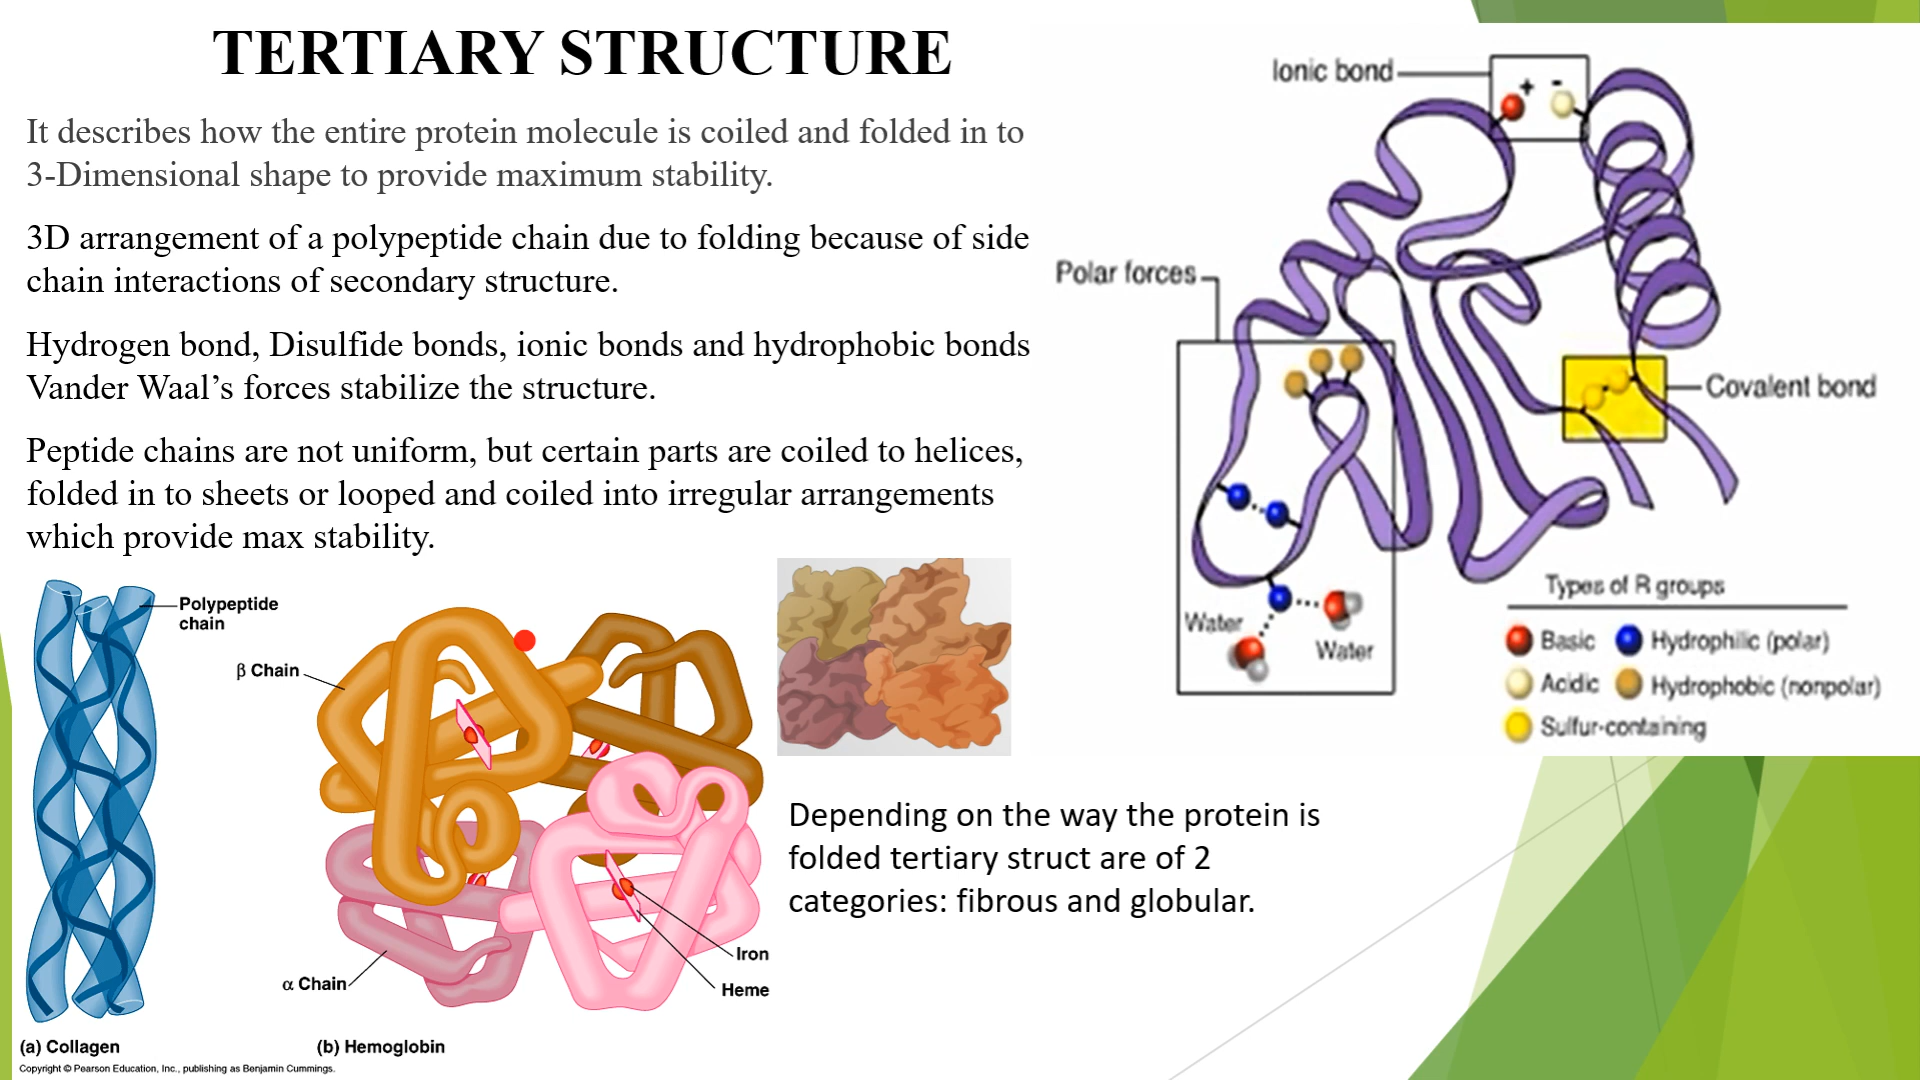 TERTIARY STRUCTURE
It describes how the entire protein molecule is coiled and folded in to
3-Dimensional shape to provide maximum stability.
3D arrangement of a polypeptide chain due to folding because of side
chain interactions of secondary structure.
Hydrogen bond, Disulfide bonds, ionic bonds and hydrophobic bonds
Vander Waal’s forces stabilize the structure.
Peptide chains are not uniform, but certain parts are coiled to helices,
folded in to sheets or looped and coiled into irregular arrangements
which provide max stability.
Polypeptide
chain
β Chain
α Chain
Iron
Heme
(a) Collagen
(b) Hemoglobin
Copyright © Pearson Education, Inc., publishing as Benjamin Cummings.
Depending on the way the protein is
folded tertiary struct are of 2
categories: fibrous and globular.
Ionic bond
+ -
Polar forces
Covalent bond
Water
Water
Types of R groups
Basic
Hydrophilic (polar)
Acidic
Hydrophobic (nonpolar)
Sulfur-containing